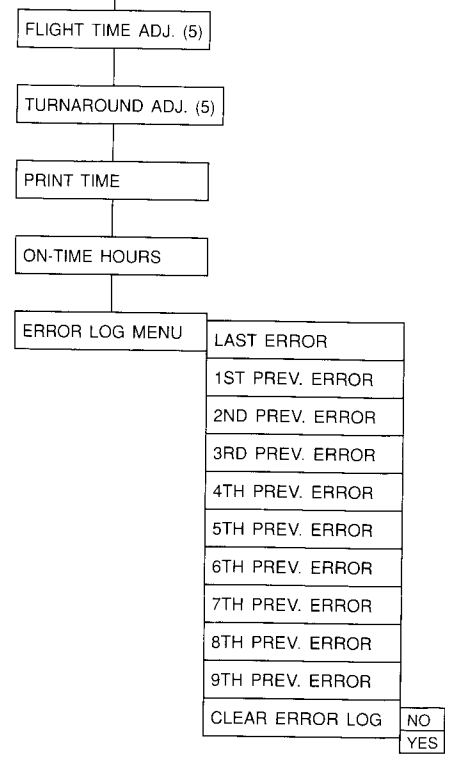 FLIGHT TIME ADJ. (5)
TURNAROUND ADJ. (5)
PRINT TIME
ON-TIME HOURS
ERROR LOG MENU
LAST ERROR
1ST PREV. ERROR
2ND PREV. ERROR
3RD PREV. ERROR
4TH PREV. ERROR
5TH PREV. ERROR
6TH PREV. ERROR
7TH PREV. ERROR
8TH PREV. ERROR
9TH PREV. ERROR
CLEAR ERROR LOG
NO
YES